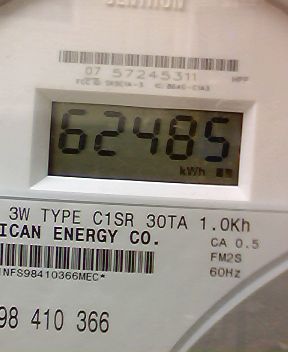 07 57245311
HPF
62485
kWh
3W TYPE C1SR 30TA 1.0Kh
ICAN ENERGY CO.
CA 0.5
FM2S
60Hz
NFS98410366MEC*
98 410 366